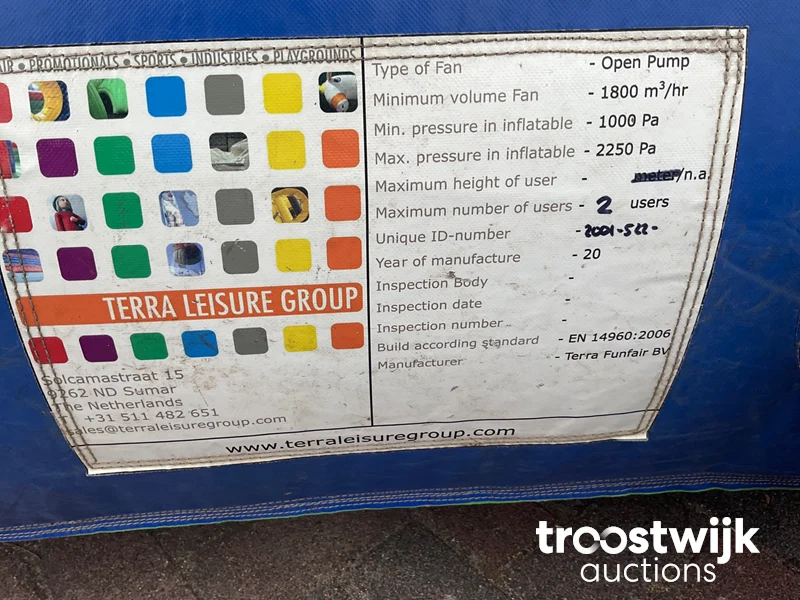 • PROMOTIONALS • SPORTS • INDUSTRIES • PLAYGROUNDS
TERRA LEISURE GROUP
Solcamastraat 15
9262 ND Sumar
The Netherlands
+31 511 482 651
sales@terraleisuregroup.com
Type of Fan - Open Pump
Minimum volume Fan - 1800 m³/hr
Min. pressure in inflatable - 1000 Pa
Max. pressure in inflatable - 2250 Pa
Maximum height of user - meter/n.a.
Maximum number of users - 2 users
Unique ID-number -2001-522-
Year of manufacture - 20
Inspection Body -
Inspection date -
Inspection number -
Build according standard - EN 14960:2006
Manufacturer - Terra Funfair BV
www.terraleisuregroup.com
troostwijk
auctions